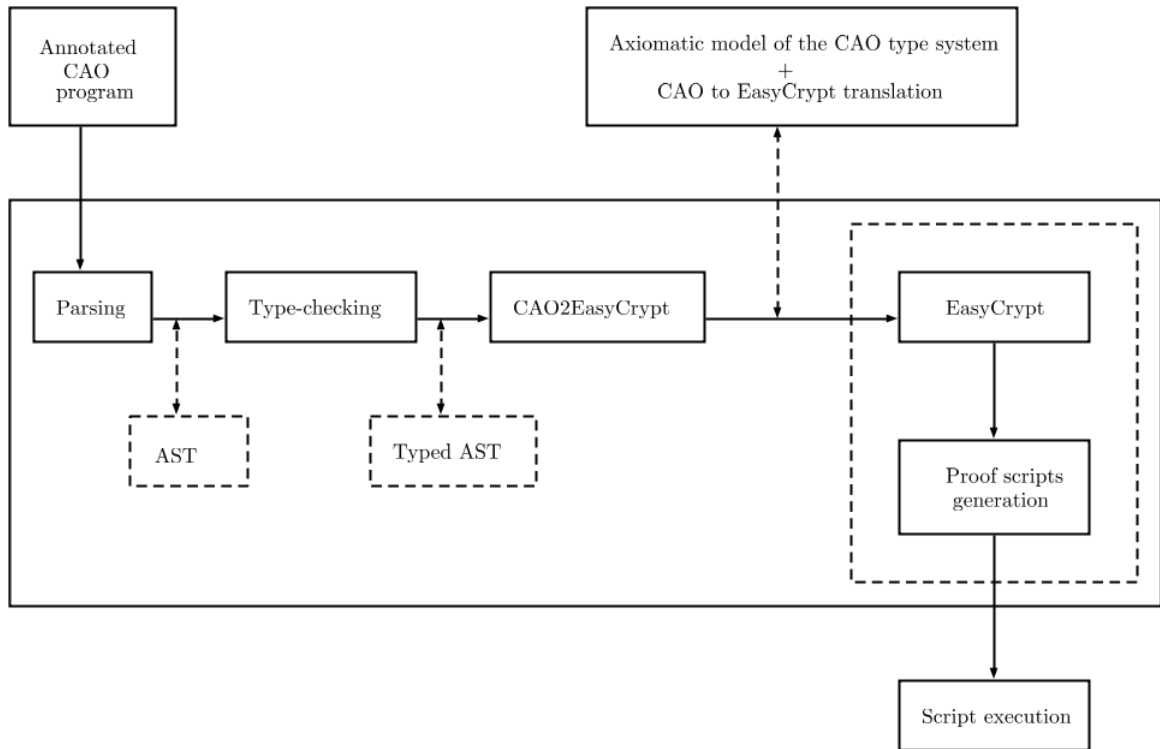 Annotated
CAO
program
Axiomatic model of the CAO type system
+
CAO to EasyCrypt translation
Parsing
Type-checking
CAO2EasyCrypt
EasyCrypt
AST
Typed AST
Proof scripts
generation
Script execution